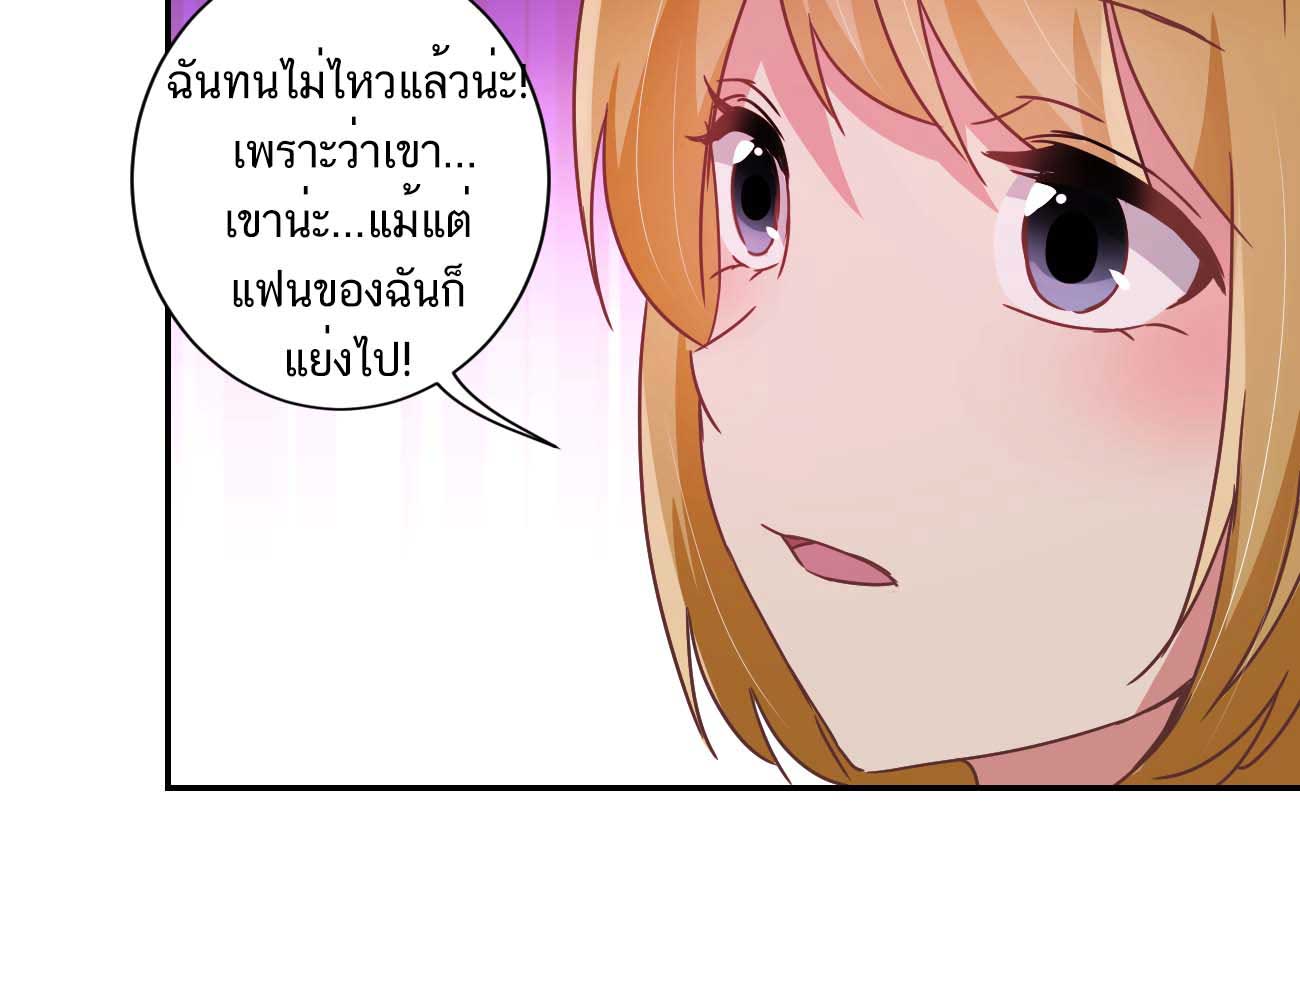 ฉันทนไม่ไหวแล้วน่ะ!
เพราะว่าเขา...
เขาน่ะ...แม้แต่
แฟนของฉันก็
แย่งไป!